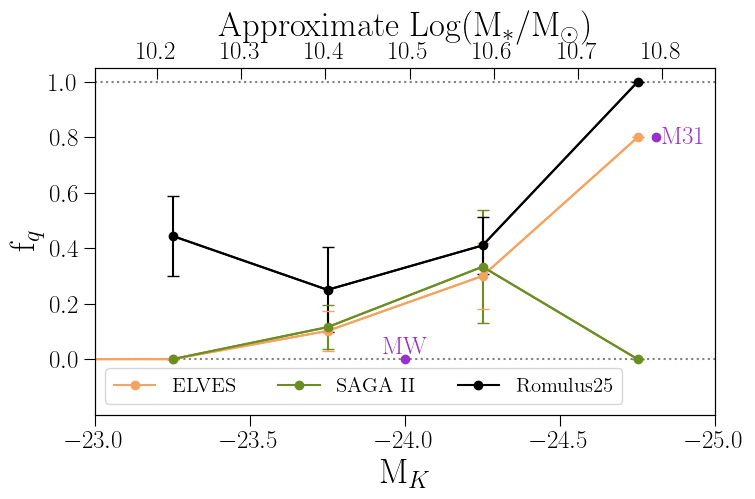 Approximate Log(M*/M☉)
10.2 10.3 10.4 10.5 10.6 10.7 10.8
1.0
0.8
0.6
0.4
0.2
0.0
f_q
M31
MW
ELVES SAGA II Romulus25
−23.0 −23.5 −24.0 −24.5 −25.0
M_K